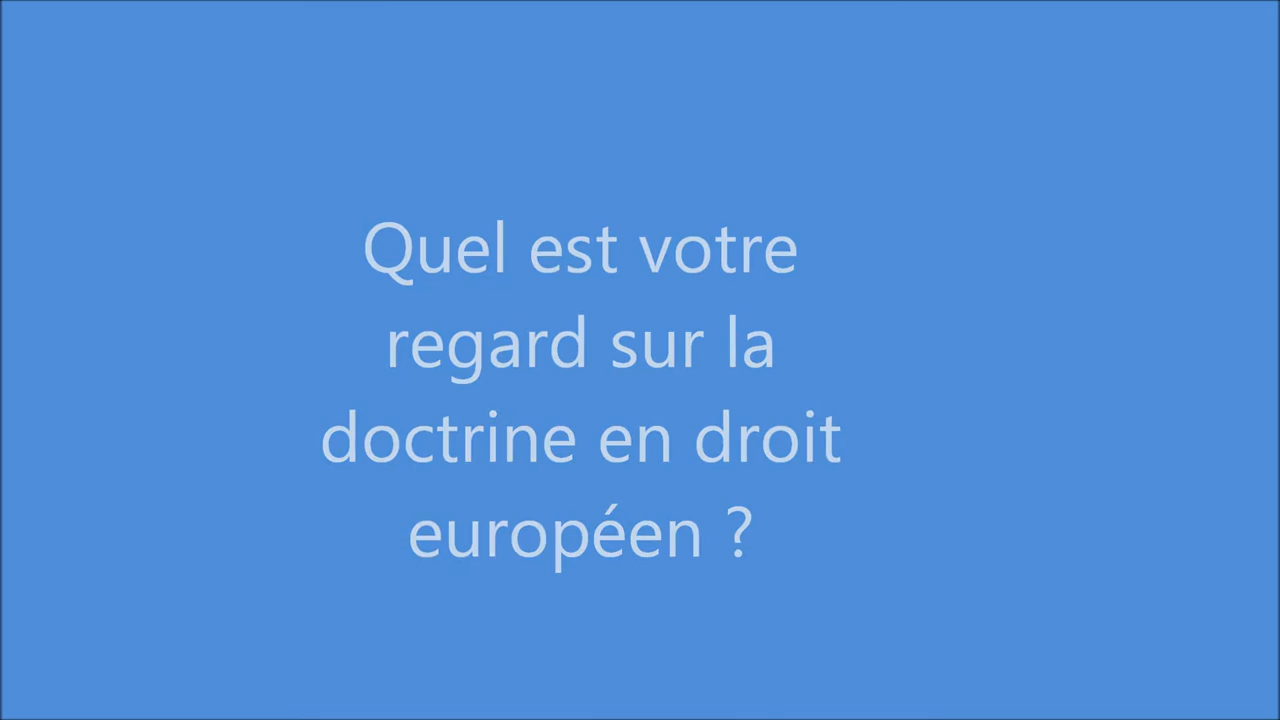 Quel est votre
regard sur la
doctrine en droit
européen ?